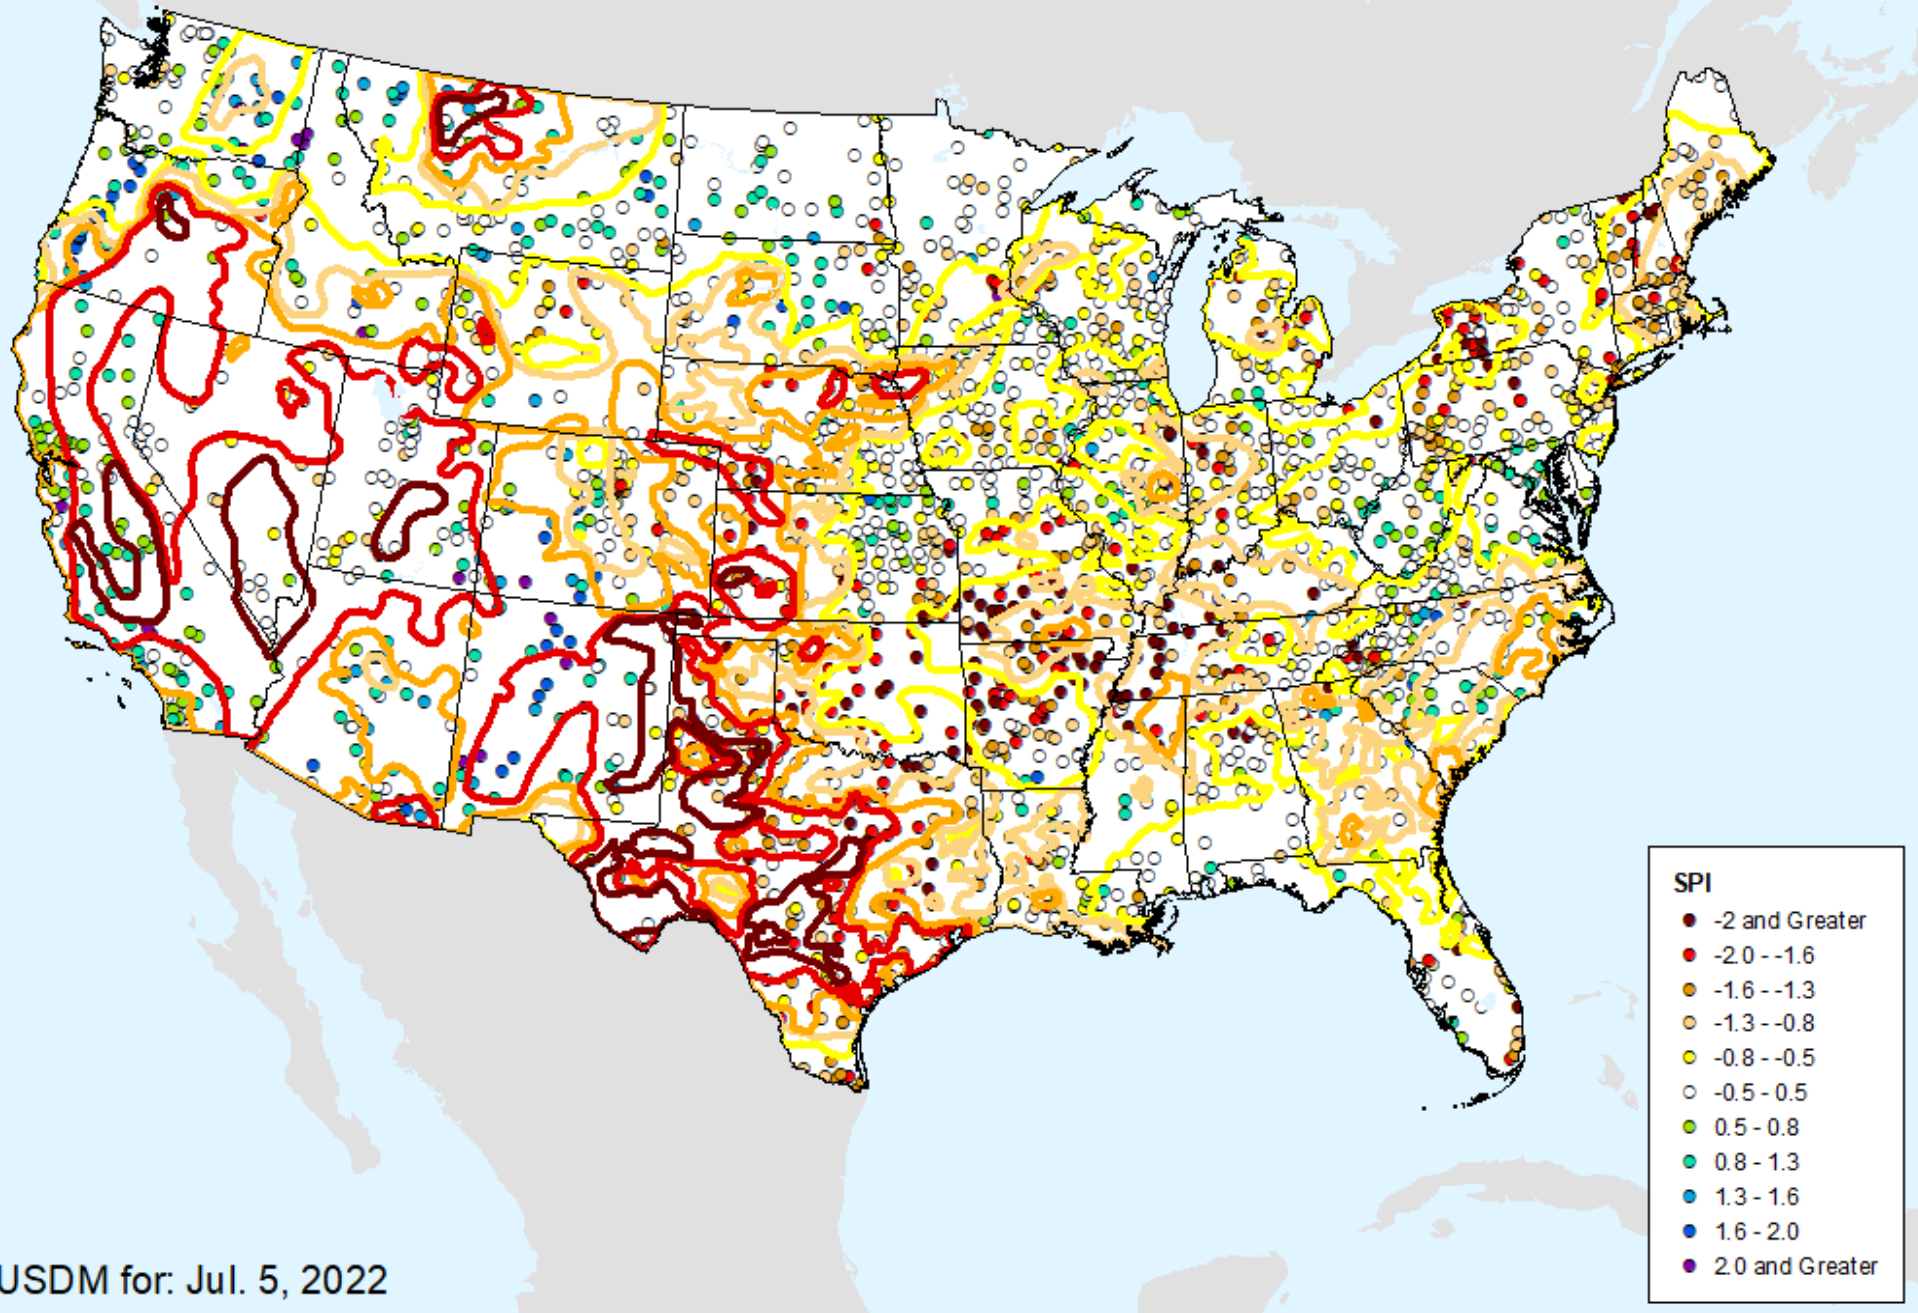 SPI
-2 and Greater
-2.0 - -1.6
-1.6 - -1.3
-1.3 - -0.8
-0.8 - -0.5
-0.5 - 0.5
0.5 - 0.8
0.8 - 1.3
1.3 - 1.6
1.6 - 2.0
2.0 and Greater
USDM for: Jul. 5, 2022